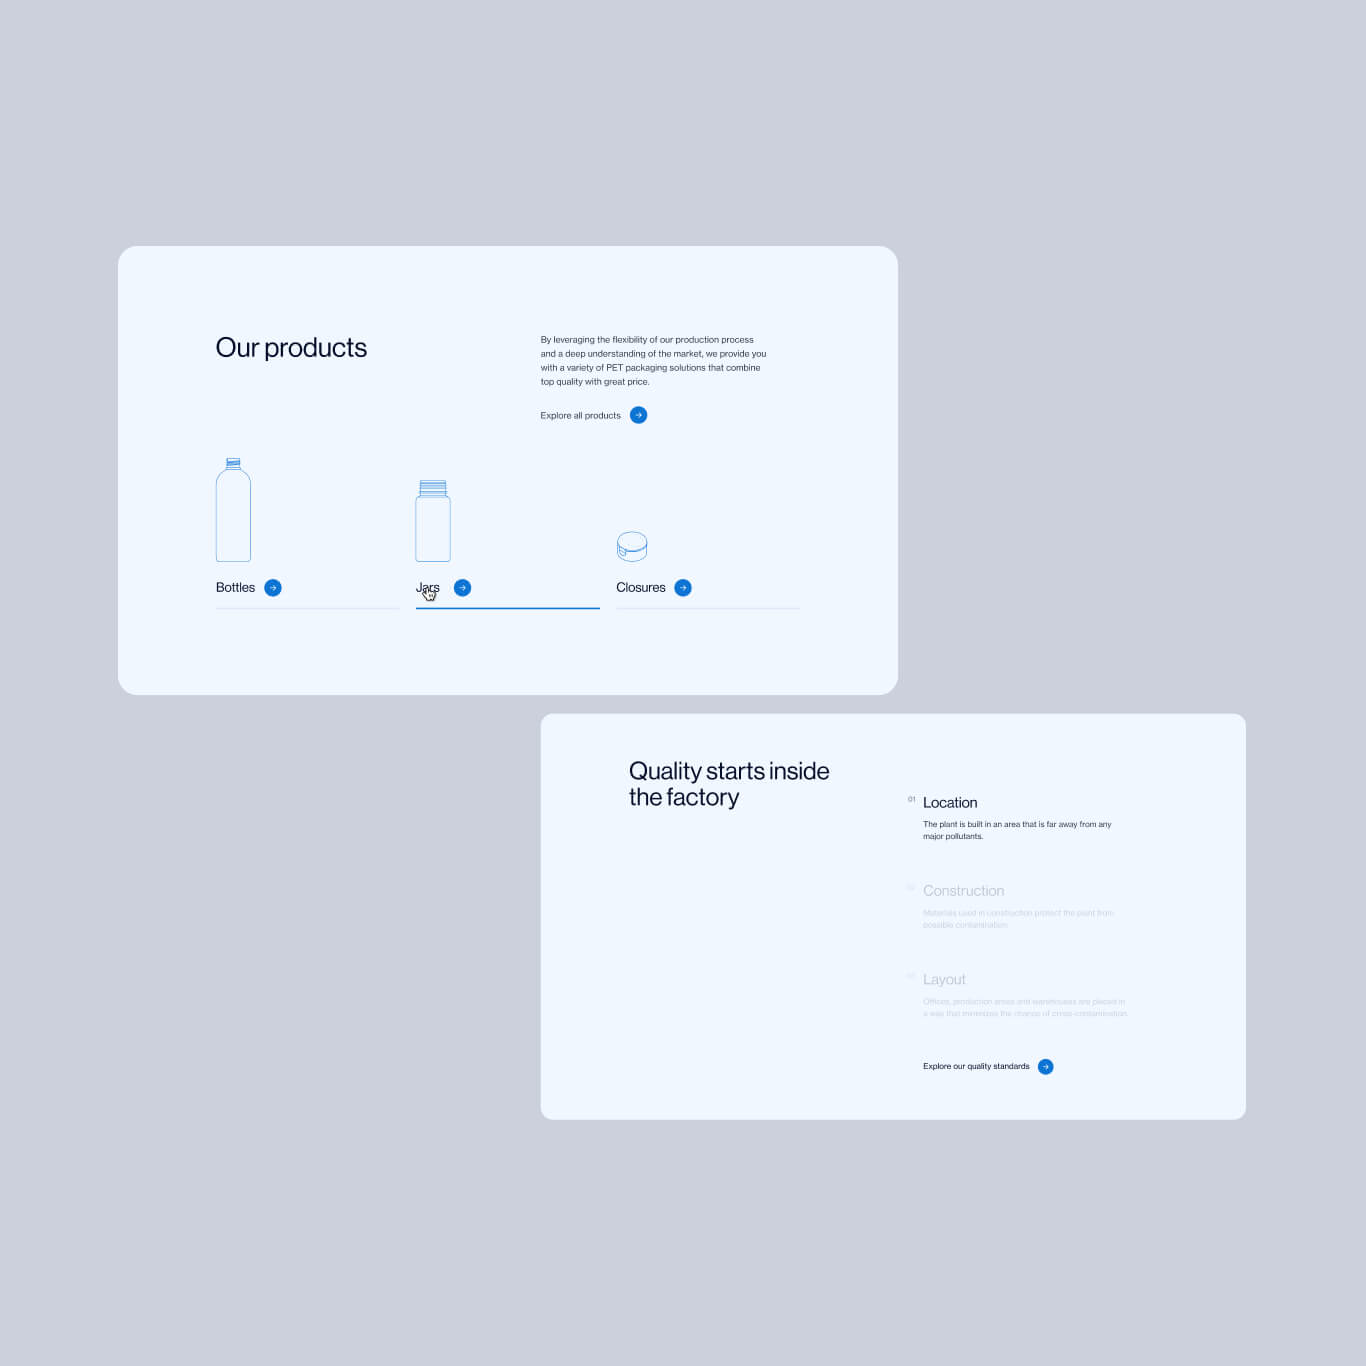 Our products
By leveraging the flexibility of our production process
and a deep understanding of the market, we provide you
with a variety of PET packaging solutions that combine
top quality with great price.
Explore all products
Bottles
Jars
Closures
Quality starts inside
the factory
01
Location
The plant is built in an area that is far away from any
major pollutants.
Construction
Materials used in construction protect the plant from
possible contamination
Layout
Offices, production areas and warehouses are placed in
a way that minimizes the chance of cross-contamination.
Explore our quality standards